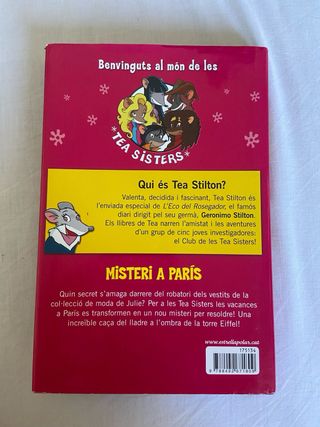 Benvinguts al món de les
TEA SISTERS
Qui és Tea Stilton?
Valenta, decidida i fascinant, Tea Stilton és
l'enviada especial de L'Eco del Rosegador, el famós
diari dirigit pel seu germà, Geronimo Stilton.
Els llibres de Tea narren l'amistat i les aventures
d'un grup de cinc joves investigadores:
el Club de les Tea Sisters!
MISTERI A PARÍS
Quin secret s'amaga darrere del robatori dels vestits de la
col·lecció de moda de Julie? Per a les Tea Sisters les vacances
a París es transformen en un nou misteri per resoldre! Una
increïble caça del lladre a l'ombra de la torre Eiffel!
www.estrellapolar.cat
175134